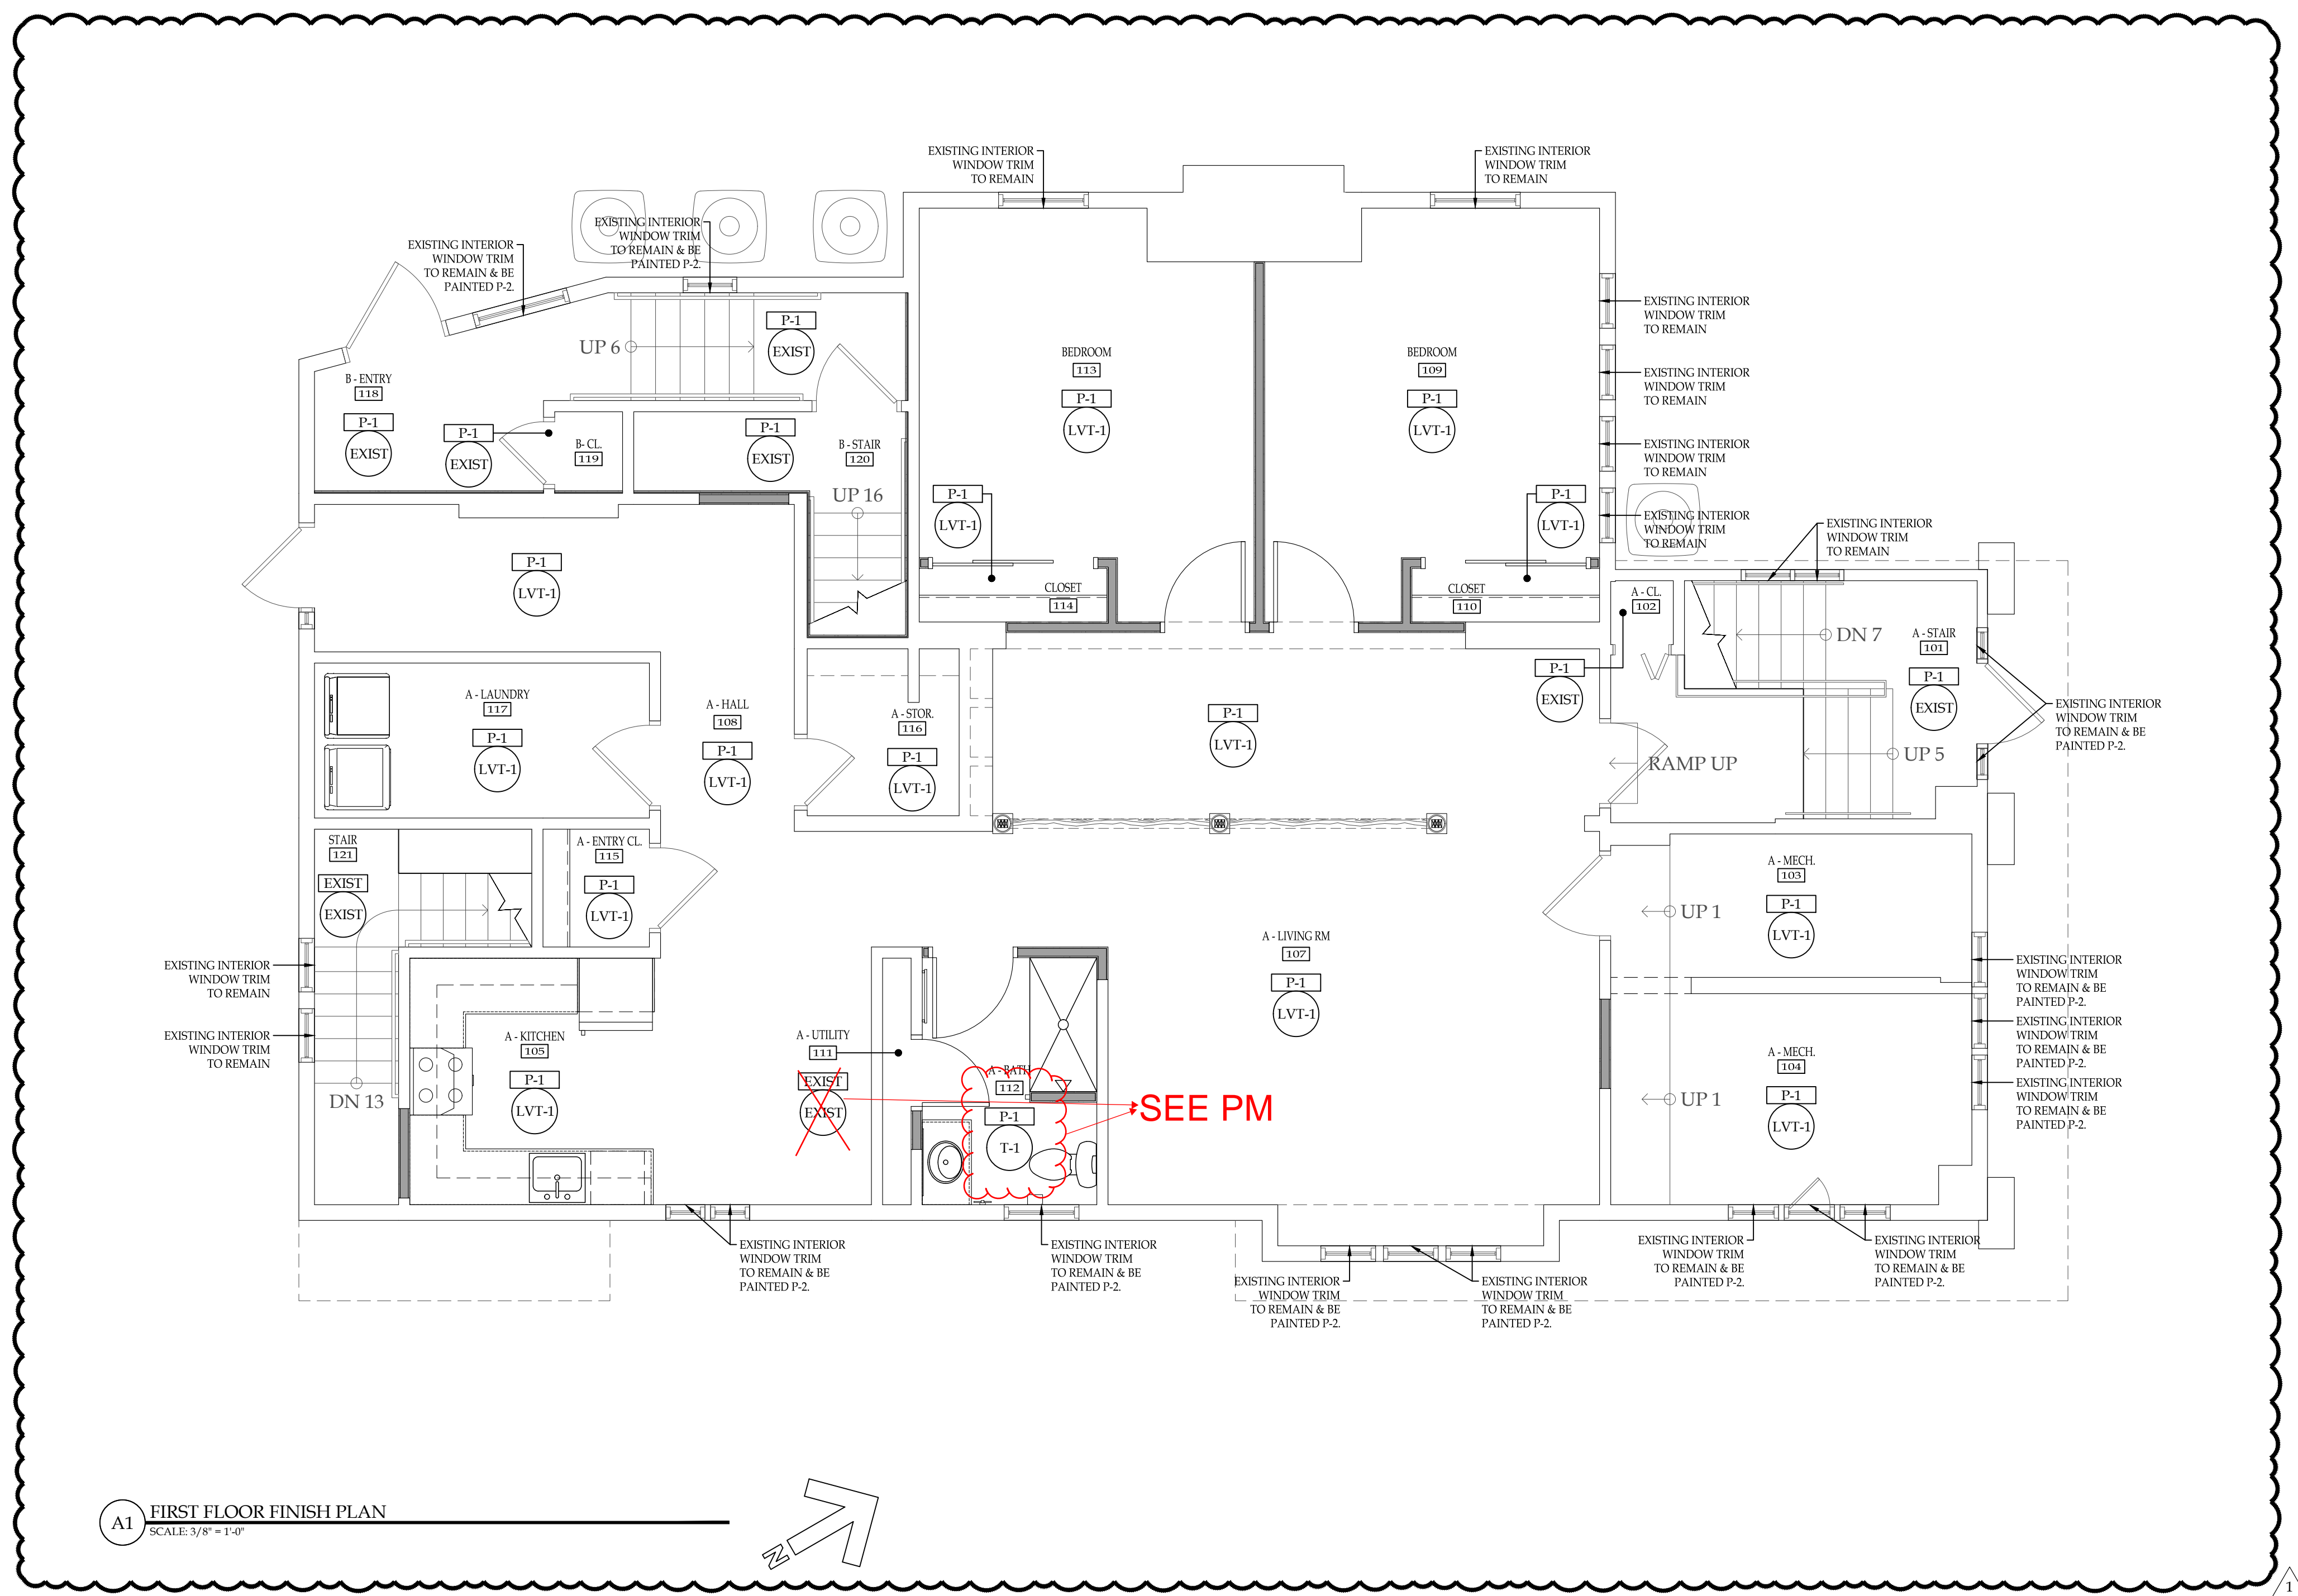 EXISTING INTERIOR
WINDOW TRIM
TO REMAIN
EXISTING INTERIOR
WINDOW TRIM
TO REMAIN
EXISTING INTERIOR
WINDOW TRIM
TO REMAIN & BE
PAINTED P-2.
EXISTING INTERIOR
WINDOW TRIM
TO REMAIN & BE
PAINTED P-2.
EXISTING INTERIOR
WINDOW TRIM
TO REMAIN
EXISTING INTERIOR
WINDOW TRIM
TO REMAIN
EXISTING INTERIOR
WINDOW TRIM
TO REMAIN
EXISTING INTERIOR
WINDOW TRIM
TO REMAIN
EXISTING INTERIOR
WINDOW TRIM
TO REMAIN
UP 6
P-1
EXIST
B - ENTRY
118
P-1
EXIST
P-1
EXIST
B- CL.
119
P-1
EXIST
B - STAIR
120
UP 16
BEDROOM
113
P-1
LVT-1
BEDROOM
109
P-1
LVT-1
P-1
LVT-1
CLOSET
114
P-1
LVT-1
CLOSET
110
P-1
LVT-1
A - CL.
102
P-1
EXIST
DN 7
A - STAIR
101
P-1
EXIST
UP 5
RAMP UP
EXISTING INTERIOR
WINDOW TRIM
TO REMAIN & BE
PAINTED P-2.
A - LAUNDRY
117
P-1
LVT-1
A - HALL
108
P-1
LVT-1
A - STOR.
116
P-1
LVT-1
P-1
LVT-1
STAIR
121
EXIST
EXIST
A - ENTRY CL.
115
P-1
LVT-1
A - MECH.
103
P-1
LVT-1
UP 1
A - LIVING RM
107
P-1
LVT-1
EXISTING INTERIOR
WINDOW TRIM
TO REMAIN
EXISTING INTERIOR
WINDOW TRIM
TO REMAIN
EXISTING INTERIOR
WINDOW TRIM
TO REMAIN & BE
PAINTED P-2.
EXISTING INTERIOR
WINDOW TRIM
TO REMAIN & BE
PAINTED P-2.
EXISTING INTERIOR
WINDOW TRIM
TO REMAIN & BE
PAINTED P-2.
DN 13
A - KITCHEN
105
P-1
LVT-1
A - UTILITY
111
EXIST
EXIST
A - BATH
112
P-1
T-1
SEE PM
A - MECH.
104
P-1
LVT-1
UP 1
EXISTING INTERIOR
WINDOW TRIM
TO REMAIN & BE
PAINTED P-2.
EXISTING INTERIOR
WINDOW TRIM
TO REMAIN & BE
PAINTED P-2.
EXISTING INTERIOR
WINDOW TRIM
TO REMAIN & BE
PAINTED P-2.
EXISTING INTERIOR
WINDOW TRIM
TO REMAIN & BE
PAINTED P-2.
EXISTING INTERIOR
WINDOW TRIM
TO REMAIN & BE
PAINTED P-2.
EXISTING INTERIOR
WINDOW TRIM
TO REMAIN & BE
PAINTED P-2.
A1
FIRST FLOOR FINISH PLAN
SCALE: 3/8" = 1'-0"
N
1